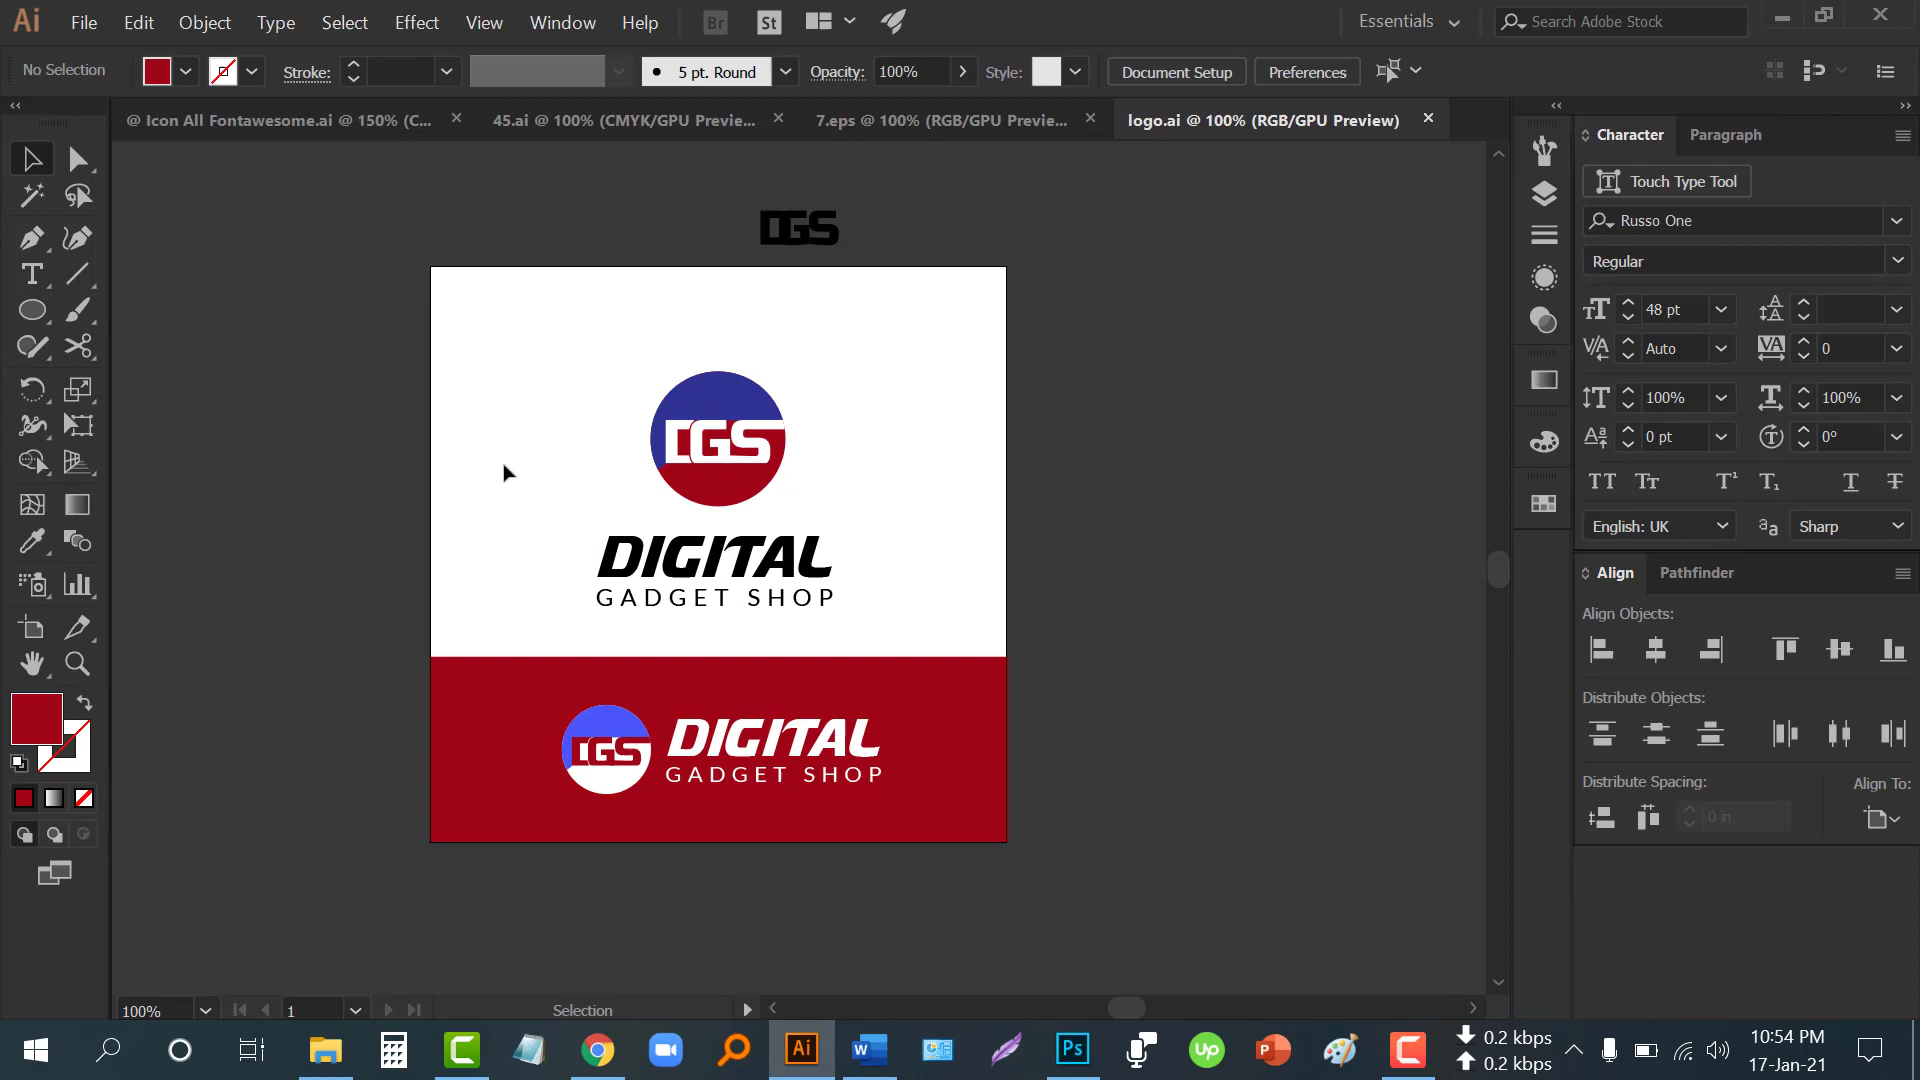 Ai File Edit Object Type Select Effect View Window Help Br St Essentials Search Adobe Stock
No Selection Stroke: 5 pt. Round Opacity: 100% Style: Document Setup Preferences
@ Icon All Fontawesome.ai @ 150% (C... 45.ai @ 100% (CMYK/GPU Previe... 7.eps @ 100% (RGB/GPU Previe... logo.ai @ 100% (RGB/GPU Preview)
Character Paragraph
Touch Type Tool
Russo One
Regular
48 pt
Auto 0
100% 100%
0 pt 0°
English: UK Sharp
Align Pathfinder
Align Objects:
Distribute Objects:
Distribute Spacing: Align To:
0 in
DGS
DGS
DIGITAL
GADGET SHOP
DGS
DIGITAL
GADGET SHOP
100% 1 Selection
Ai W Ps Up P
0.2 kbps
0.2 kbps
10:54 PM
17-Jan-21